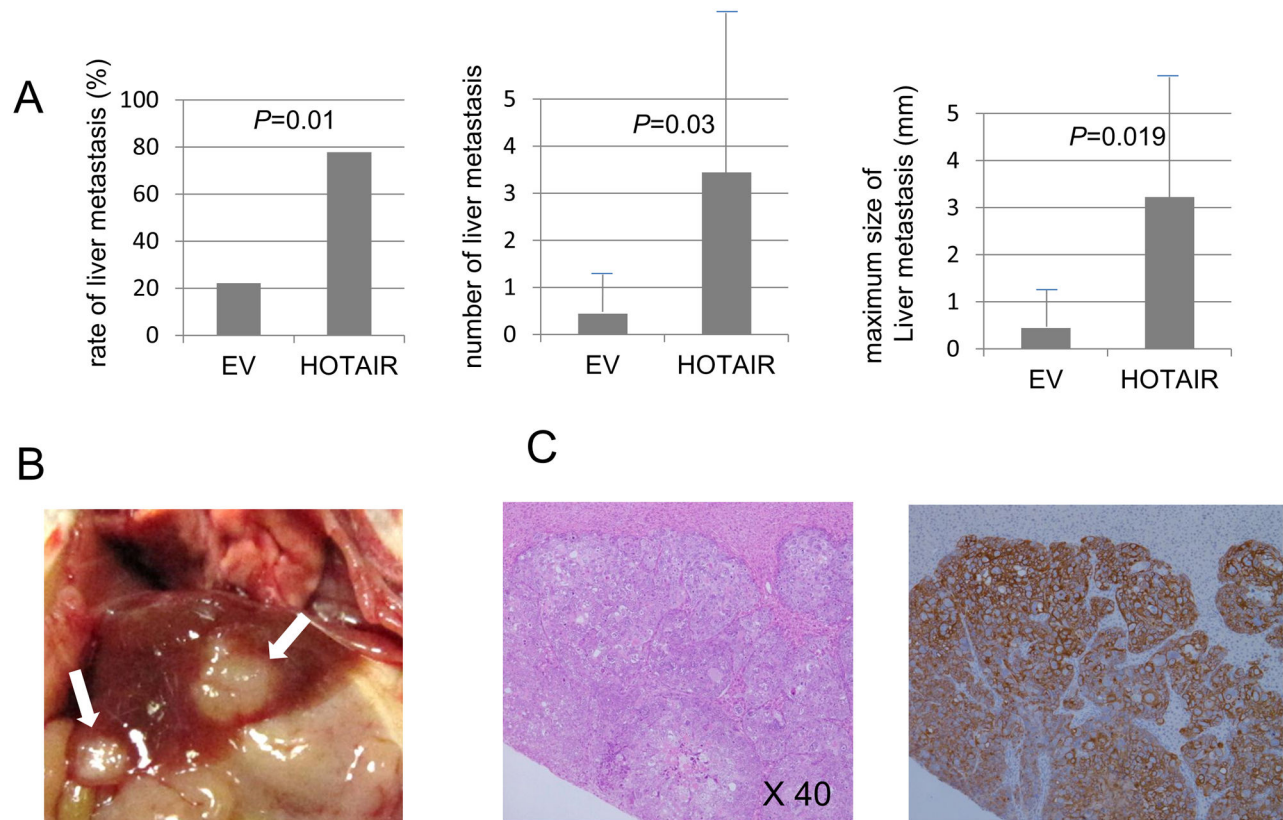 A
rate of liver metastasis (%)
100
80
60
40
20
0
P=0.01
EV
HOTAIR
number of liver metastasis
5
4
3
2
1
0
P=0.03
EV
HOTAIR
maximum size of
Liver metastasis (mm)
5
4
3
2
1
0
P=0.019
EV
HOTAIR
B
C
X 40